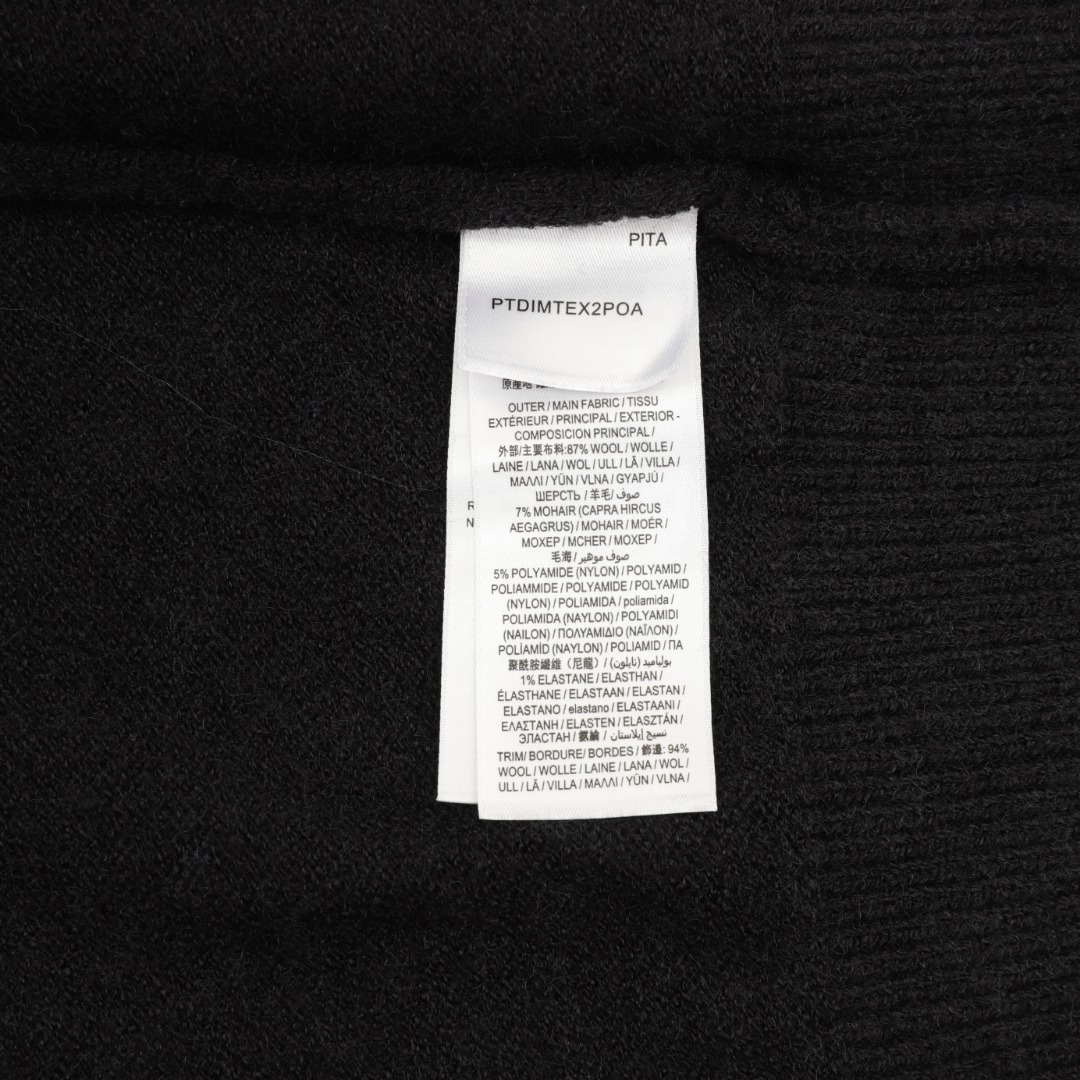 PITA
PTDIMTEX2POA
原產地
OUTER / MAIN FABRIC / TISSU
EXTÉRIEUR / PRINCIPAL / EXTERIOR -
COMPOSICION PRINCIPAL /
外部/主要布料:87% WOOL / WOLLE /
LAINE / LANA / WOL / ULL / LÃ / VILLA /
ΜΑΛΛΙ / YÜN / VLNA / GYAPJÚ /
ШЕРСТЬ / 羊毛/ صوف
7% MOHAIR (CAPRA HIRCUS
AEGAGRUS) / MOHAIR / MOÉR /
MOXEP / MCHER / MOXEP /
毛海 / صوف موهير
5% POLYAMIDE (NYLON) / POLYAMID /
POLIAMMIDE / POLYAMIDE / POLYAMID
(NYLON) / POLIAMIDA / poliamida /
POLIAMIDA (NAYLON) / POLYAMIDI
(NAILON) / ΠΟΛΥΑΜΙΔΙΟ (ΝΑΪΛΟΝ) /
POLÍAMÍD (NAYLON) / POLIAMID / ПА
聚酰胺纖維（尼龍）/ بولياميد (نايلون)
1% ELASTANE / ELASTHAN /
ÉLASTHANE / ELASTAAN / ELASTAN /
ELASTANO / elastano / ELASTAANI /
ΕΛΑΣΤΑΝΗ / ELASTEN / ELASZTÁN /
ЭЛАСТАН / 氨綸 / نسيج إيلاستان
TRIM/ BORDURE/ BORDES / 飾邊: 94%
WOOL / WOLLE / LAINE / LANA / WOL /
ULL / LÃ / VILLA / ΜΑΛΛΙ / YÜN / VLNA /
R
N